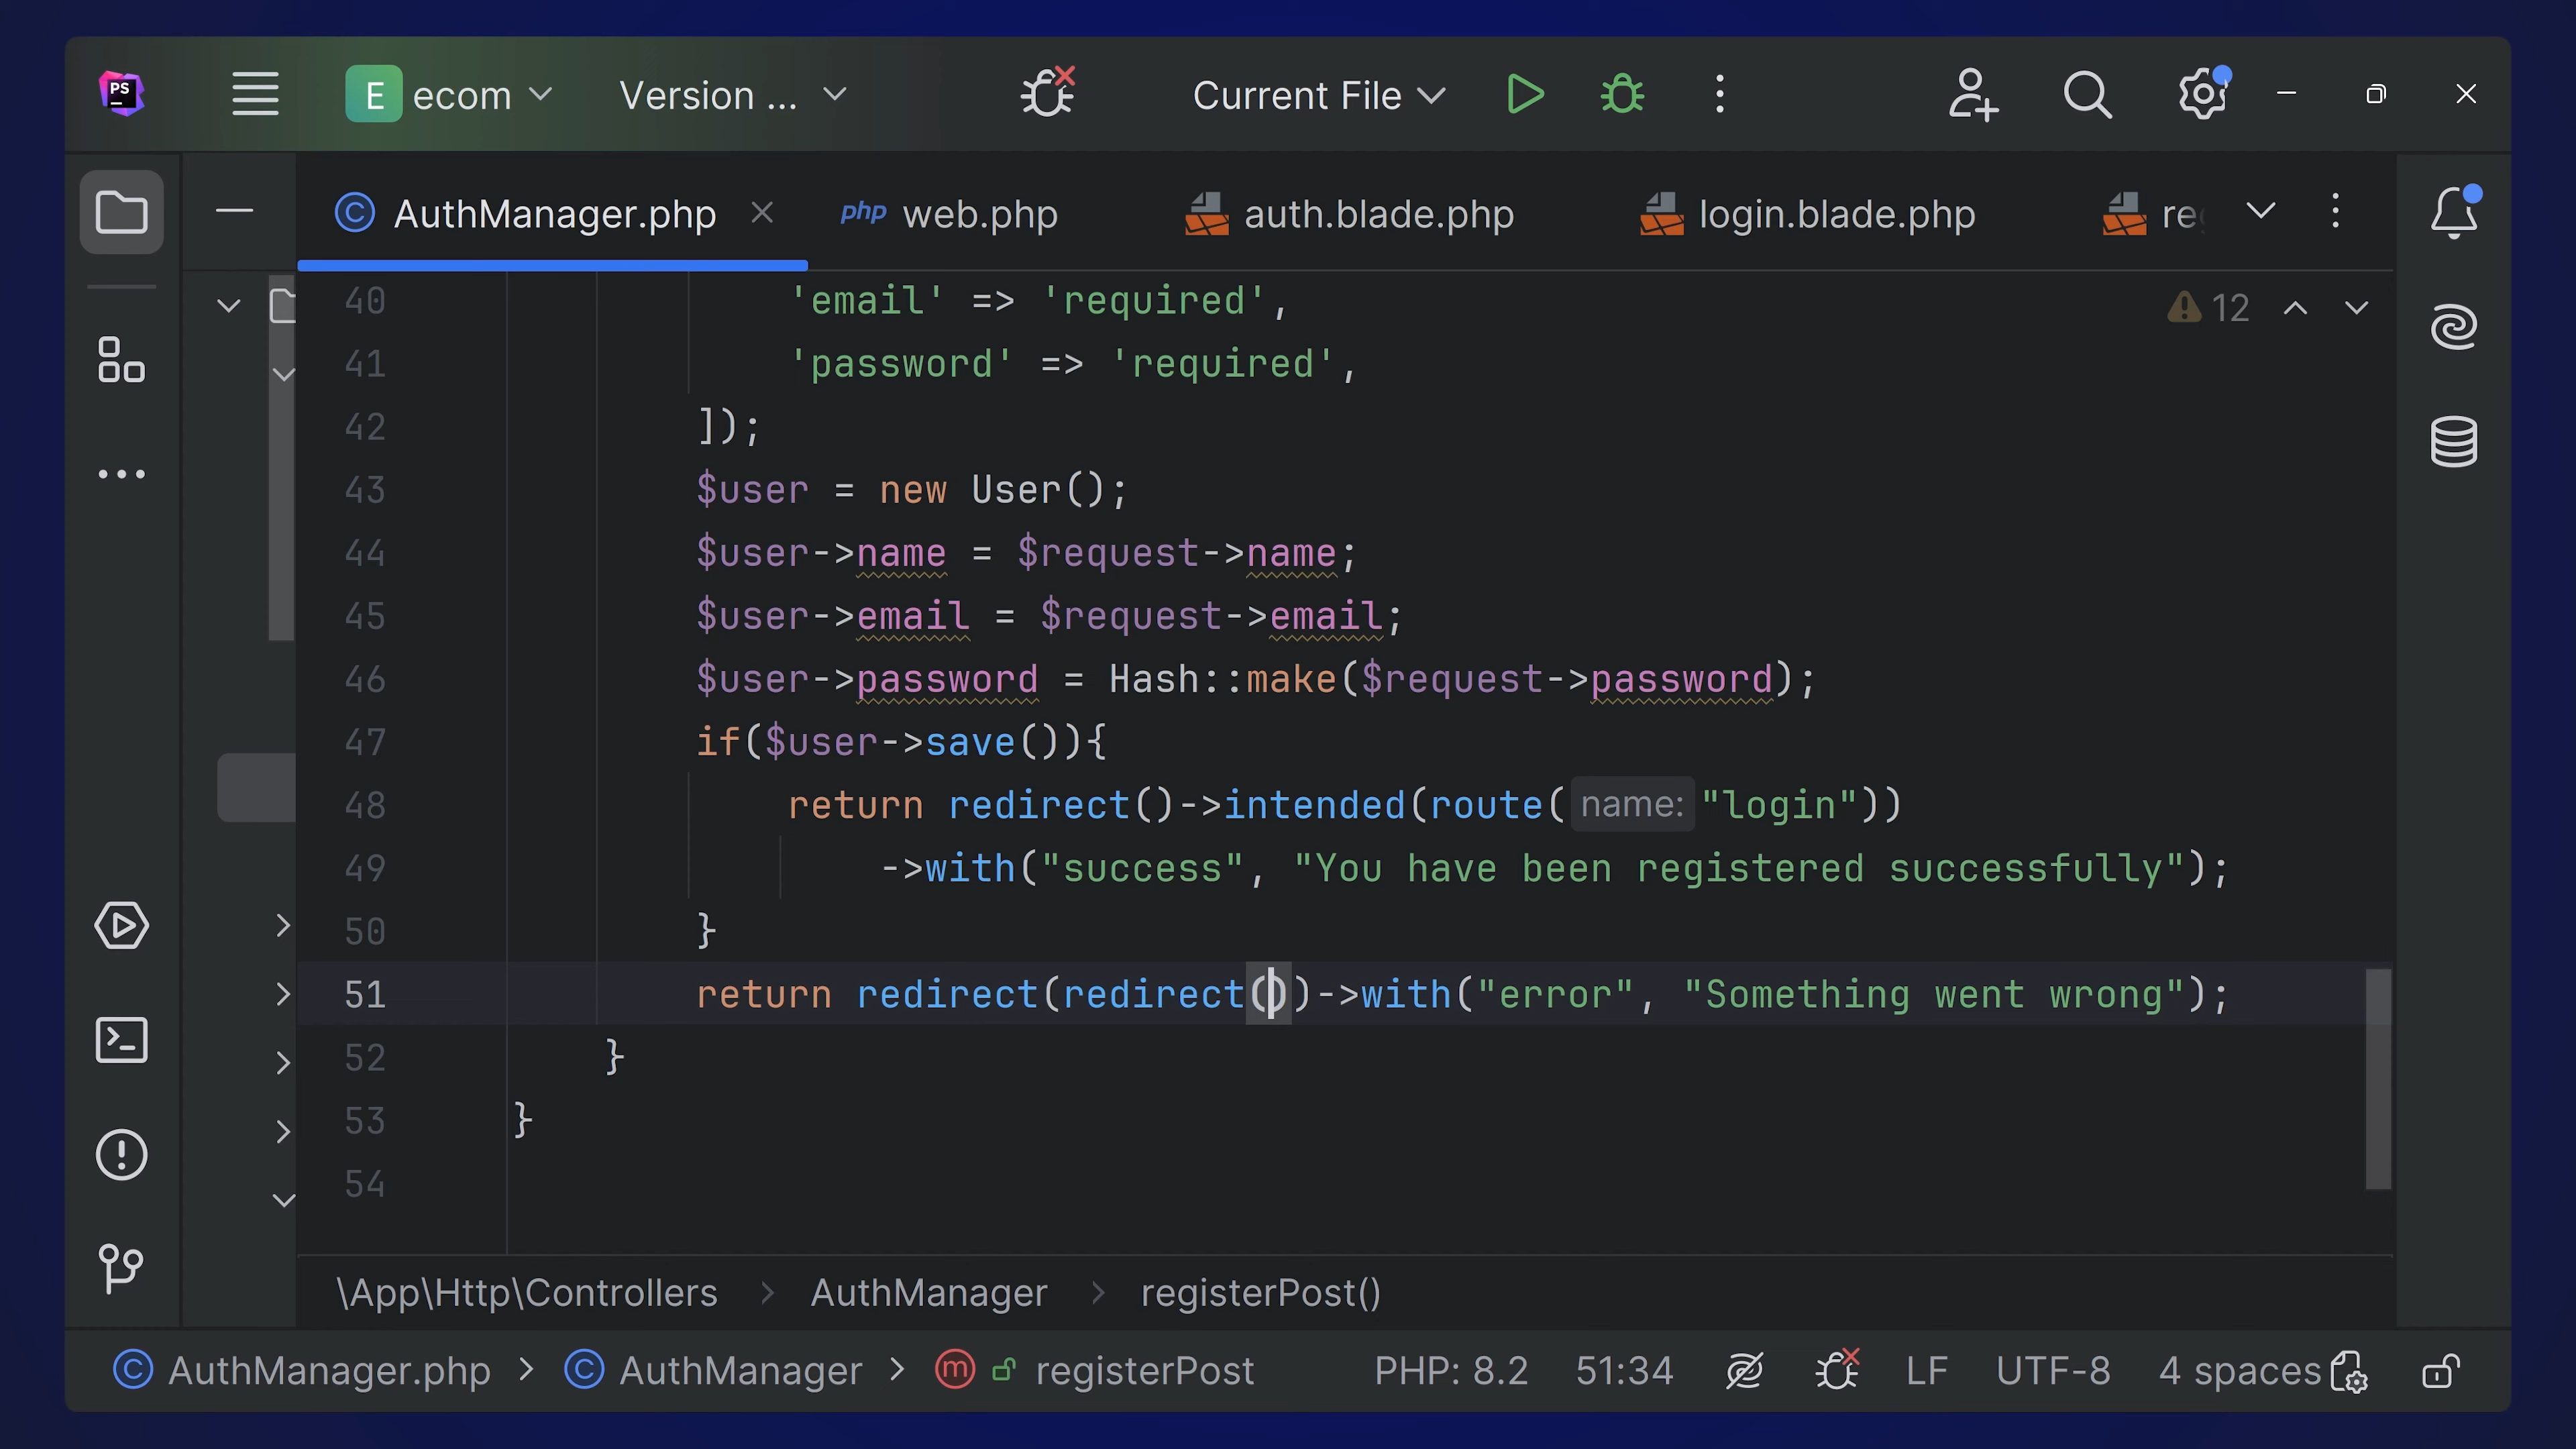 PS
E ecom Version ... Current File
AuthManager.php php web.php auth.blade.php login.blade.php re
12
40 'email' => 'required',
41 'password' => 'required',
42 ]);
43 $user = new User();
44 $user->name = $request->name;
45 $user->email = $request->email;
46 $user->password = Hash::make($request->password);
47 if($user->save()){
48 return redirect()->intended(route( name: "login"))
49 ->with("success", "You have been registered successfully");
50 }
51 return redirect(redirect())->with("error", "Something went wrong");
52 }
53 }
54
\App\Http\Controllers > AuthManager > registerPost()
C AuthManager.php > C AuthManager > m registerPost PHP: 8.2 51:34 LF UTF-8 4 spaces